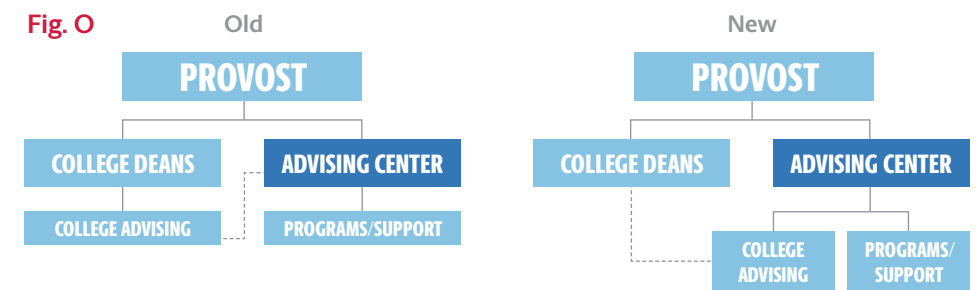 Fig. O
Old
PROVOST
COLLEGE DEANS
ADVISING CENTER
COLLEGE ADVISING
PROGRAMS/SUPPORT
New
PROVOST
COLLEGE DEANS
ADVISING CENTER
COLLEGE
ADVISING
PROGRAMS/
SUPPORT